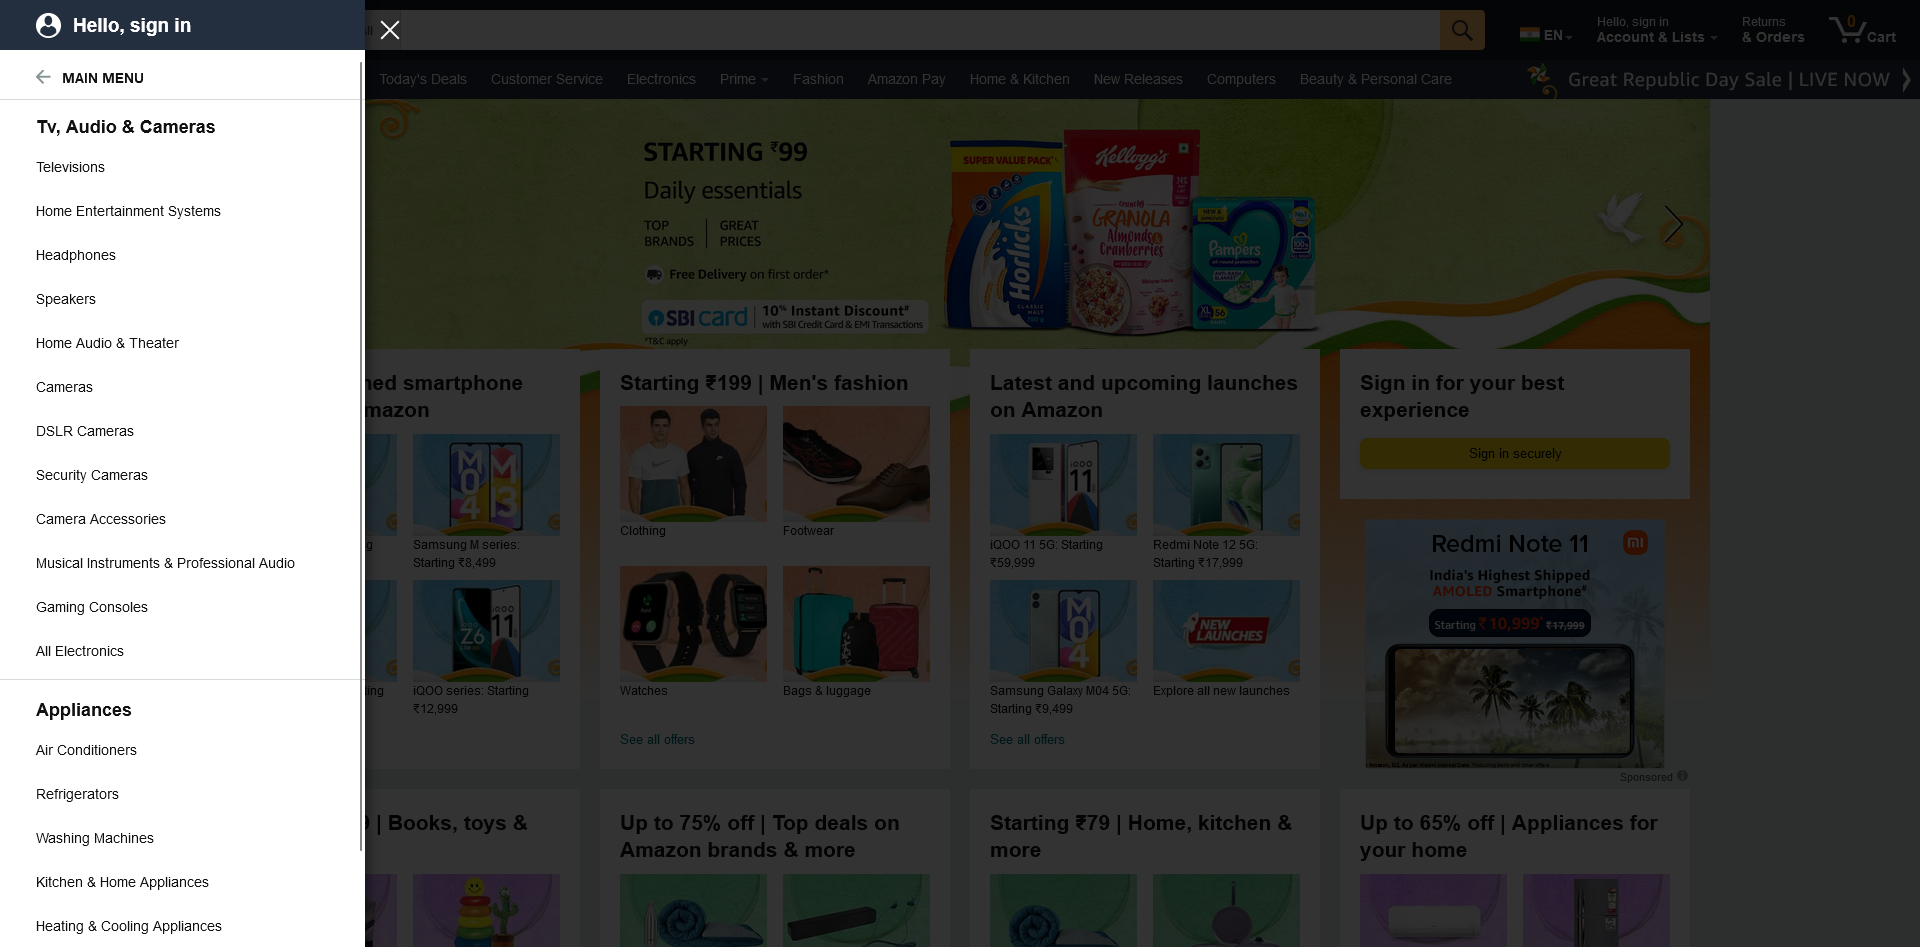 Hello, sign in
MAIN MENU
Tv, Audio & Cameras
Televisions
Home Entertainment Systems
Headphones
Speakers
Home Audio & Theater
Cameras
DSLR Cameras
Security Cameras
Camera Accessories
Musical Instruments & Professional Audio
Gaming Consoles
All Electronics
Appliances
Air Conditioners
Refrigerators
Washing Machines
Kitchen & Home Appliances
Heating & Cooling Appliances
EN
Hello, sign in
Account & Lists
Returns
& Orders
0
Cart
Today's Deals
Customer Service
Electronics
Prime
Fashion
Amazon Pay
Home & Kitchen
New Releases
Computers
Beauty & Personal Care
Great Republic Day Sale | LIVE NOW
STARTING ₹99
Daily essentials
TOP BRANDS
GREAT PRICES
Free Delivery on first order*
SBI card
10% Instant Discount#
with SBI Credit Card & EMI Transactions
*T&C apply
SUPER VALUE PACK
Horlicks
CLASSIC MALT
Kellogg's
CRUNCHY
GRANOLA
Almonds &
Cranberries
NEW & IMPROVED
Pampers
XL 56
smartphone
Samsung M series:
Starting ₹8,499
iQOO series: Starting
₹12,999
Starting ₹199 | Men's fashion
Clothing
Footwear
Watches
Bags & luggage
See all offers
Latest and upcoming launches
on Amazon
iQOO 11 5G: Starting
₹59,999
Redmi Note 12 5G:
Starting ₹17,999
M04
NEW
LAUNCHES
Samsung Galaxy M04 5G:
Starting ₹9,499
Explore all new launches
See all offers
Sign in for your best
experience
Sign in securely
Redmi Note 11
mi
India's Highest Shipped
AMOLED Smartphone#
Starting ₹10,999* ₹17,999
Sponsored
| Books, toys &
Up to 75% off | Top deals on
Amazon brands & more
Starting ₹79 | Home, kitchen &
more
Up to 65% off | Appliances for
your home